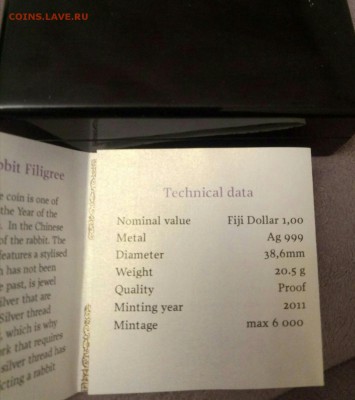 COINS.LAVE.RU
bbit Filigree
e coin is one of
the Year of the
. In the Chinese
of the rabbit. The
features a stylised
h has not been
past, is jewel
silver that are
Silver thread
, which is why
ork that requires
silver thread has
icting a rabbit
Technical data
Nominal value Fiji Dollar 1,00
Metal Ag 999
Diameter 38,6mm
Weight 20.5 g
Quality Proof
Minting year 2011
Mintage max 6 000